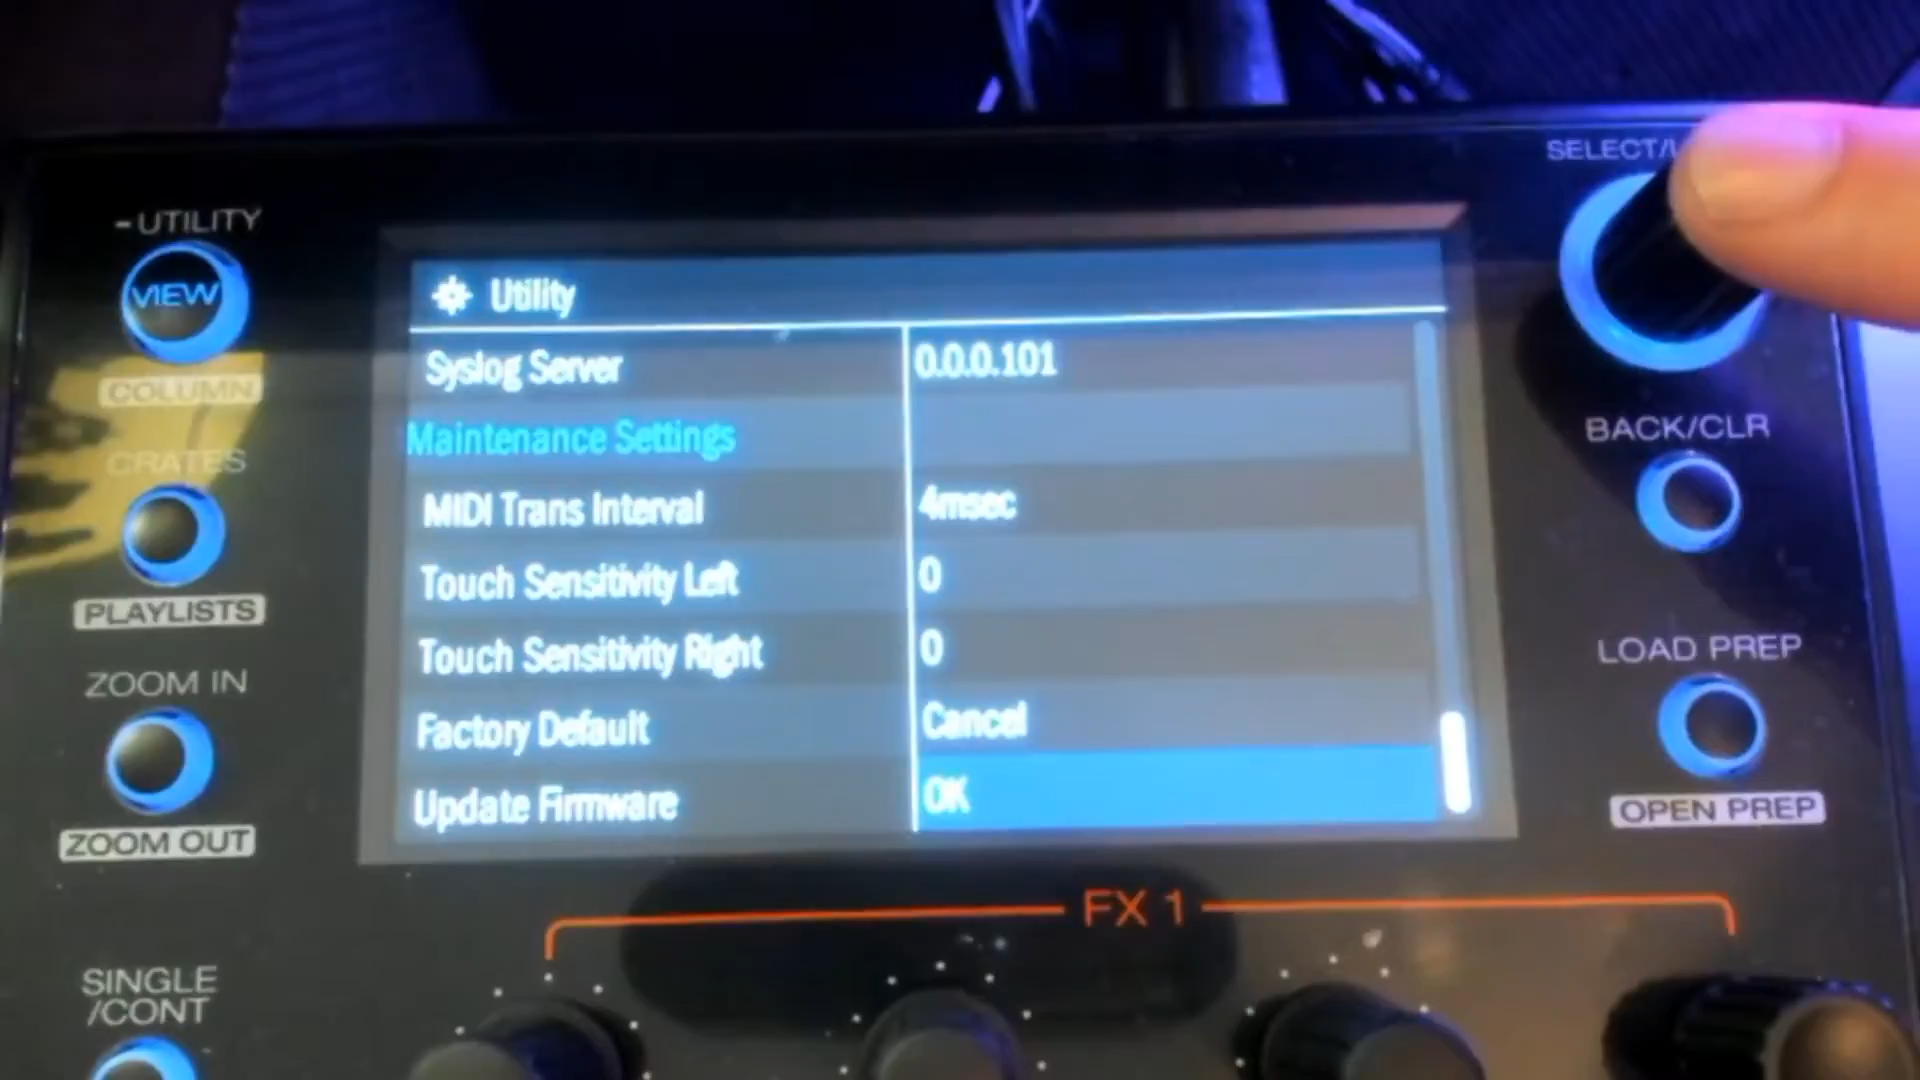 -UTILITY
VIEW
COLUMN
CRATES
PLAYLISTS
ZOOM IN
ZOOM OUT
SINGLE
/CONT
Utility
Syslog Server 0.0.0.101
Maintenance Settings
MIDI Trans Interval 4msec
Touch Sensitivity Left 0
Touch Sensitivity Right 0
Factory Default Cancel
Update Firmware OK
FX 1
SELECT/
BACK/CLR
LOAD PREP
OPEN PREP